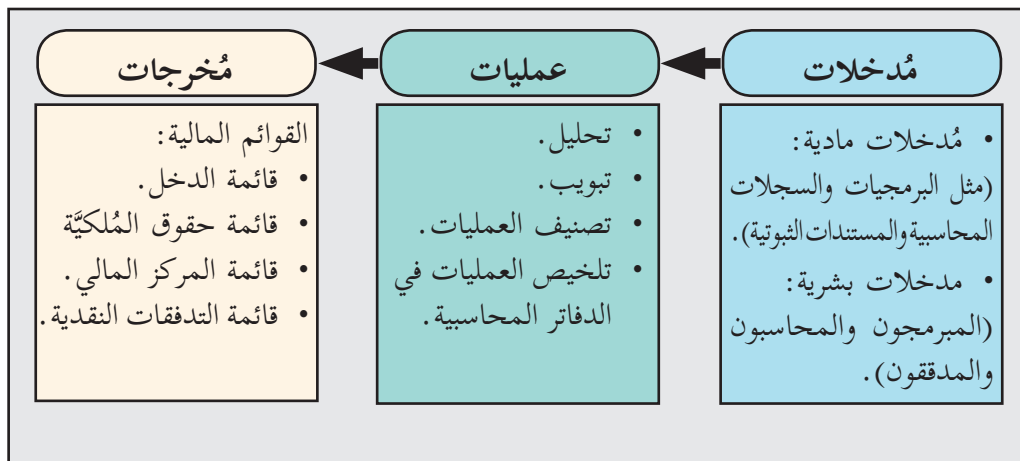 مُدخلات
• مُدخلات مادية:
(مثل البرمجيات والسجلات
المحاسبية والمستندات الثبوتية).
• مدخلات بشرية:
(المبرمجون والمحاسبون
والمدققون).
عمليات
• تحليل.
• تبويب.
• تصنيف العمليات.
• تلخيص العمليات في
الدفاتر المحاسبية.
مُخرجات
القوائم المالية:
• قائمة الدخل.
• قائمة حقوق المُلكيَّة
• قائمة المركز المالي.
• قائمة التدفقات النقدية.